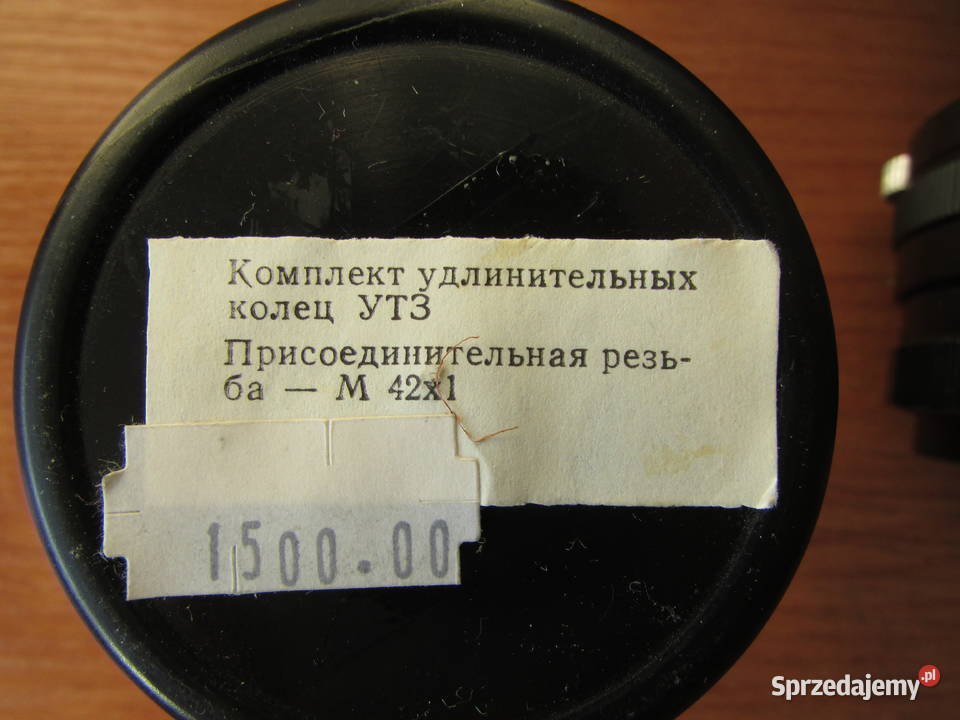 Комплект удлинительных
колец УТЗ
Присоединительная резь-
ба — М 42х1
1500.00
Sprzedajemy.pl